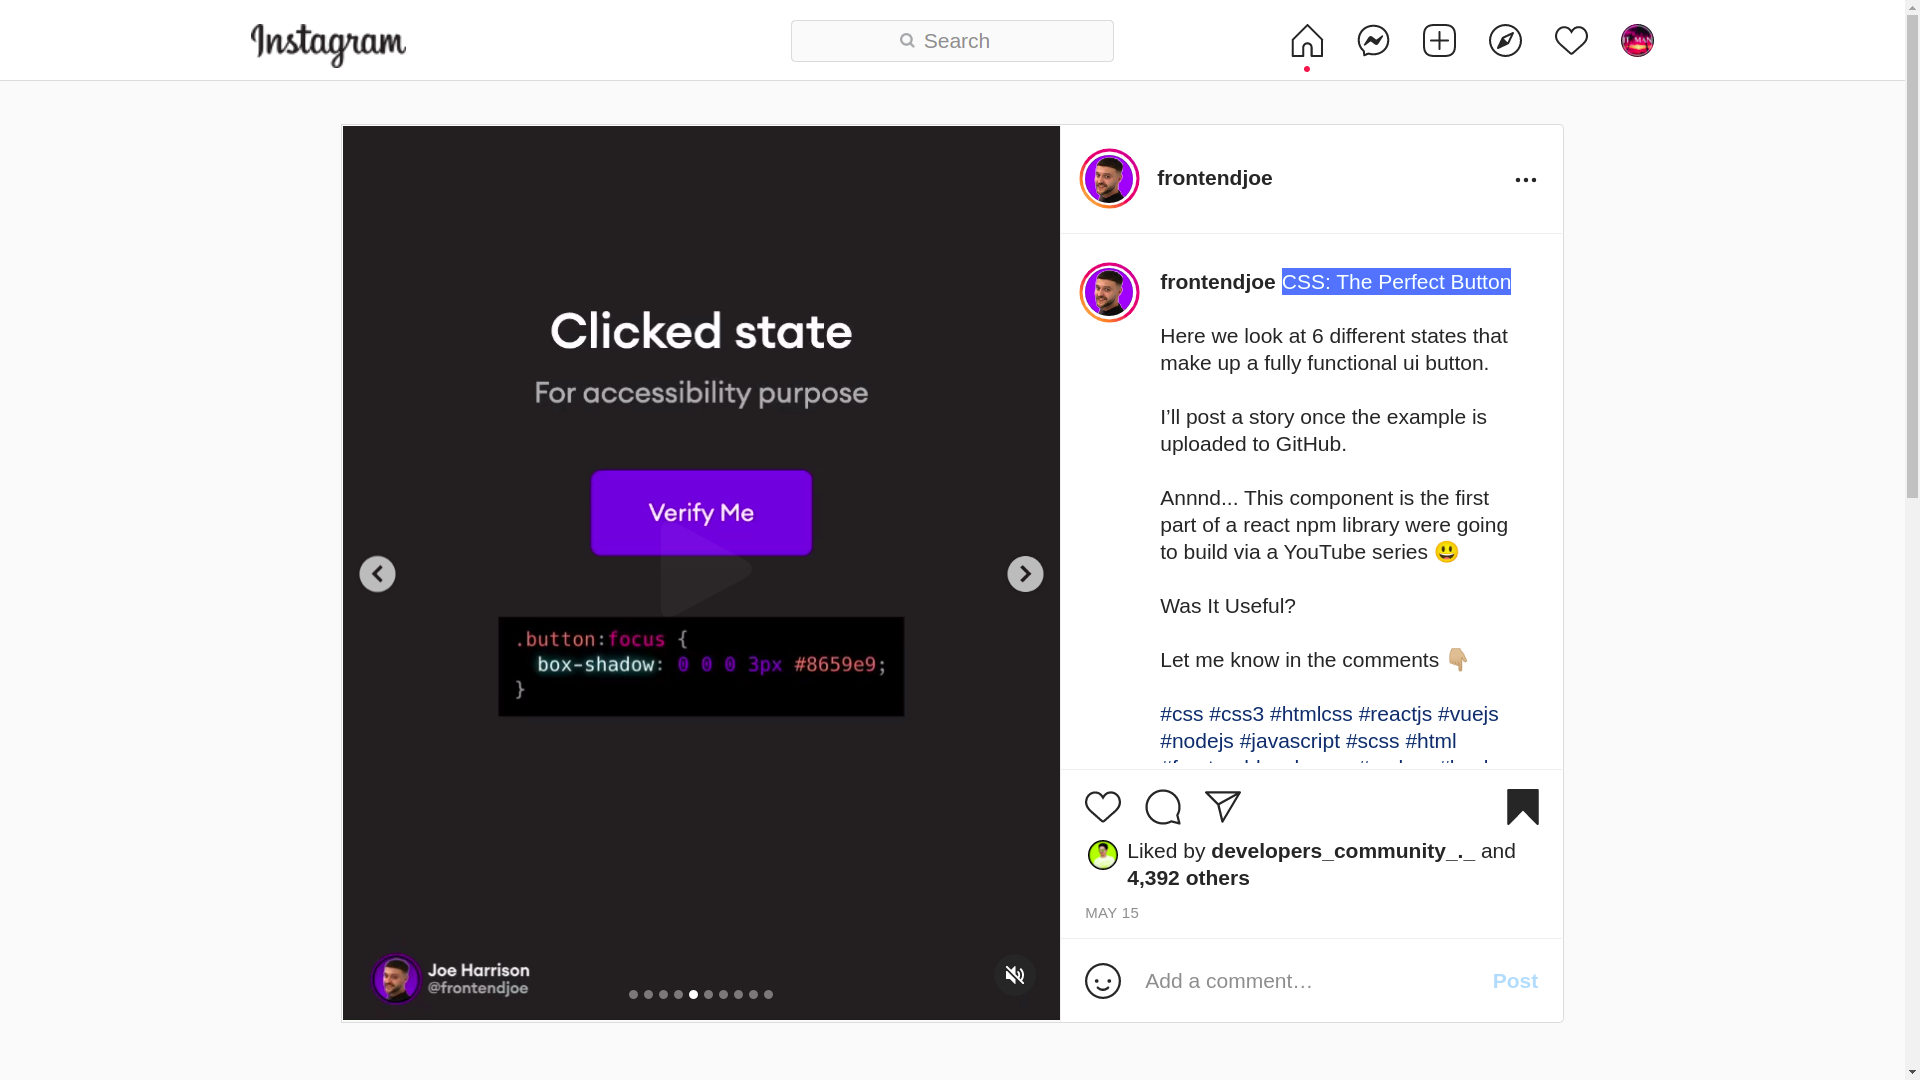 Instagram
Search
Clicked state
For accessibility purpose
Verify Me
.button:focus {
box-shadow: 0 0 0 3px #8659e9;
}
Joe Harrison
@frontendjoe
frontendjoe
frontendjoe CSS: The Perfect Button
Here we look at 6 different states that
make up a fully functional ui button.
I’ll post a story once the example is
uploaded to GitHub.
Annnd... This component is the first
part of a react npm library were going
to build via a YouTube series 😃
Was It Useful?
Let me know in the comments 👇🏼
#css #css3 #htmlcss #reactjs #vuejs
#nodejs #javascript #scss #html
Liked by developers_community_._ and
4,392 others
MAY 15
Add a comment…
Post